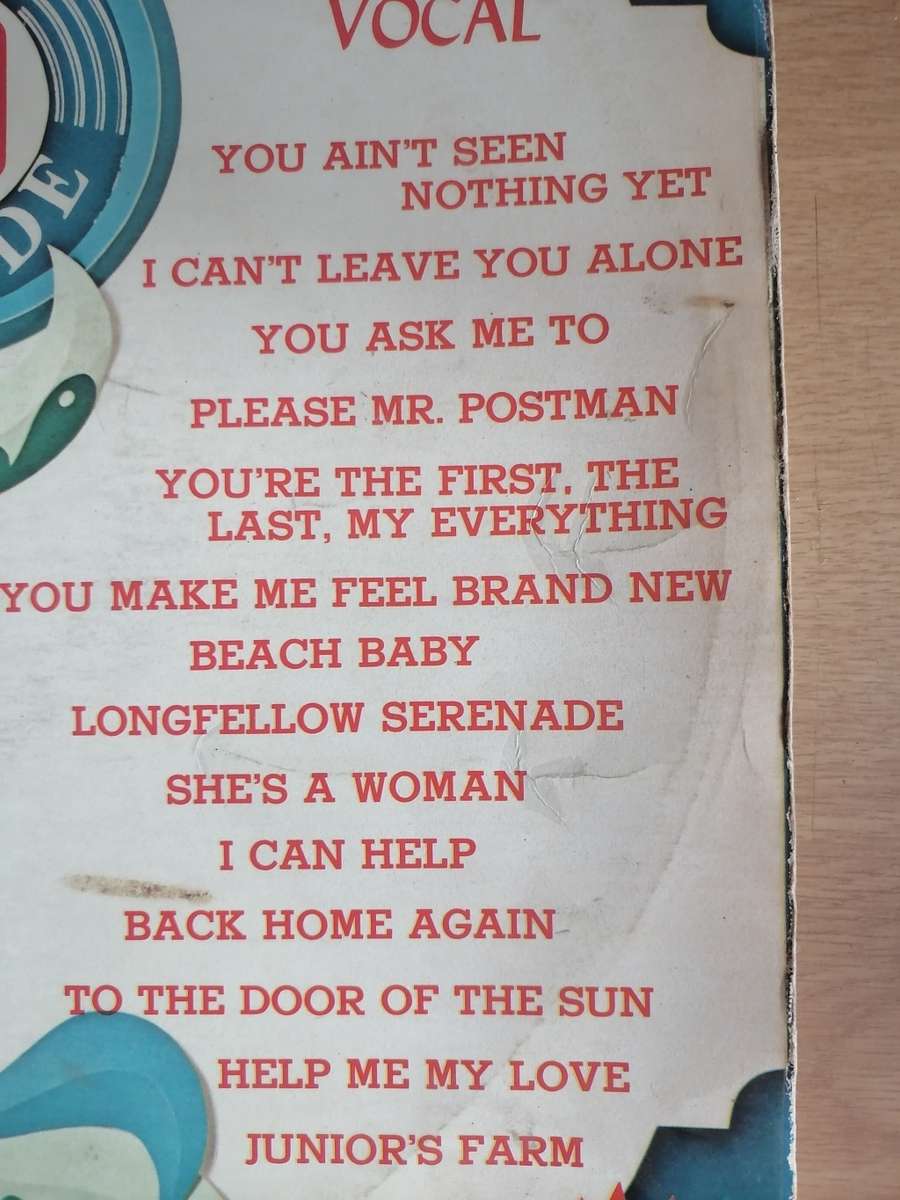 VOCAL
DE
YOU AIN'T SEEN
NOTHING YET
I CAN'T LEAVE YOU ALONE
YOU ASK ME TO
PLEASE MR. POSTMAN
YOU'RE THE FIRST, THE
LAST, MY EVERYTHING
YOU MAKE ME FEEL BRAND NEW
BEACH BABY
LONGFELLOW SERENADE
SHE'S A WOMAN
I CAN HELP
BACK HOME AGAIN
TO THE DOOR OF THE SUN
HELP ME MY LOVE
JUNIOR'S FARM